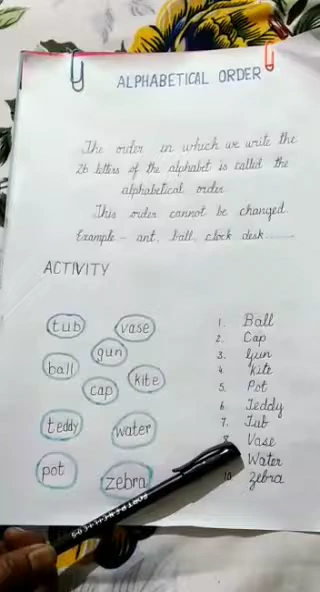 ALPHABETICAL ORDER
The order in which we write the
26 letters of the alphabet is called the
alphabetical order
This order cannot be changed.
Example - ant, ball, clock desk........
ACTIVITY
tub
vase
gun
ball
kite
cap
teddy
water
pot
zebra
1. Ball
2. Cap
3. Gun
4. Kite
5. Pot
6. Teddy
7. Tub
8 Vase
Water
10. Zebra